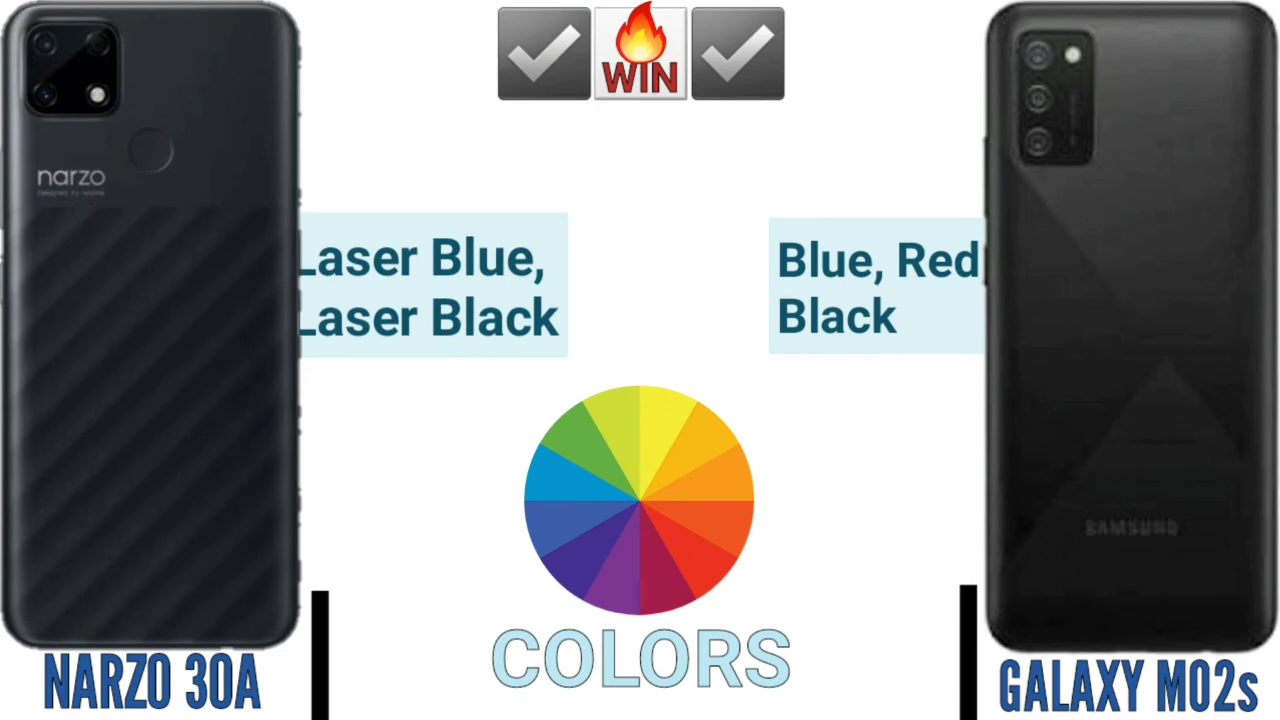 WIN
narzo
Laser Blue,
Laser Black
Blue, Red,
Black
SAMSUNG
COLORS
NARZO 30A
GALAXY M02s